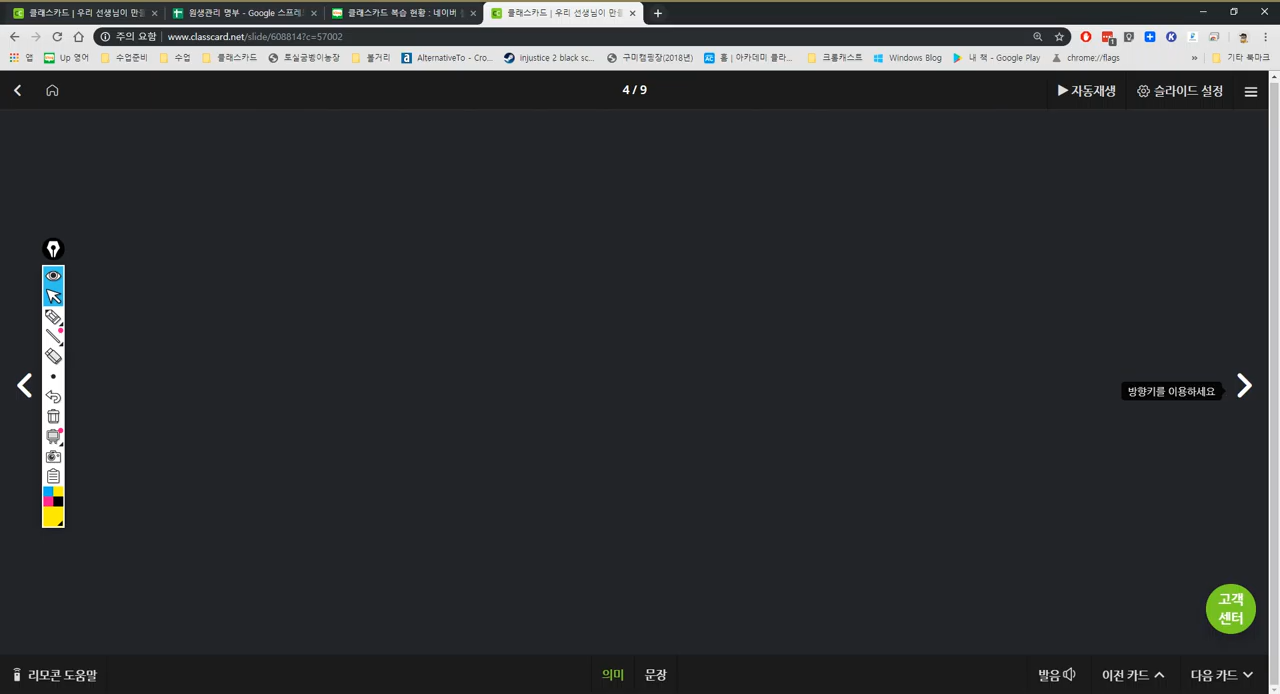 클래스카드 | 우리 선생님이 만들
원생관리 명부 - Google 스프레드
클래스카드 복습 현황 : 네이버
클래스카드 | 우리 선생님이 만들
주의 요함 | www.classcard.net/slide/608814?c=57002
앱
Up 영어
수업준비
수업
클래스카드
토실공병이농장
볼거리
AlternativeTo - Cro...
Injustice 2 black sc...
구미캠핑장(2018년)
홈 | 아카데미 플라...
크롬캐스트
Windows Blog
내 책 - Google Play
chrome://flags
»
기타 북마크
4 / 9
자동재생
슬라이드 설정
방향키를 이용하세요
고객
센터
리모콘 도움말
의미
문장
발음
이전 카드
다음 카드